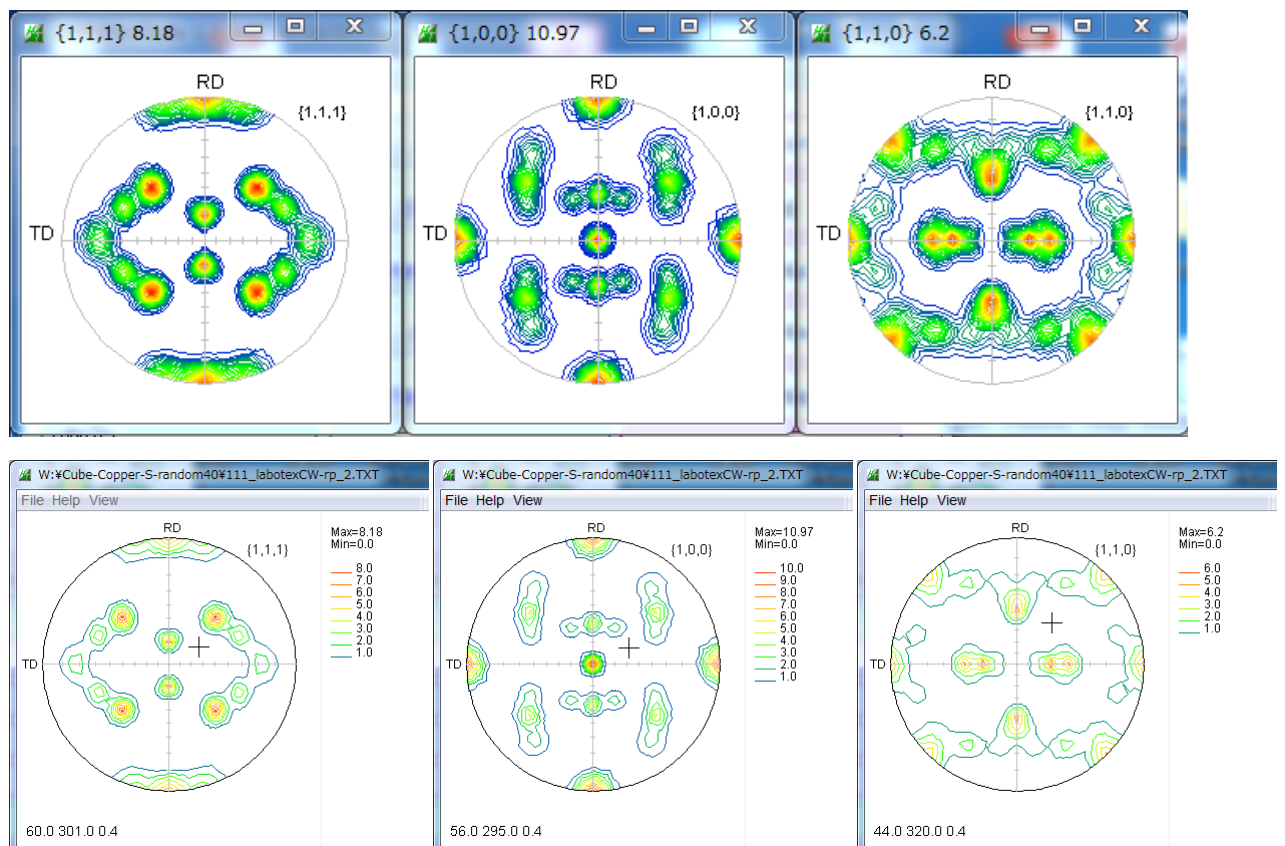 {1,1,1} 8.18
{1,0,0} 10.97
{1,1,0} 6.2
RD
{1,1,1}
TD
RD
{1,0,0}
TD
RD
{1,1,0}
TD
W:¥Cube-Copper-S-random40¥111_labotexCW-rp_2.TXT
File Help View
RD
{1,1,1}
TD
Max=8.18
Min=0.0
8.0
7.0
6.0
5.0
4.0
3.0
2.0
1.0
60.0 301.0 0.4
W:¥Cube-Copper-S-random40¥111_labotexCW-rp_2.TXT
File Help View
RD
{1,0,0}
TD
Max=10.97
Min=0.0
10.0
9.0
8.0
7.0
6.0
5.0
4.0
3.0
2.0
1.0
56.0 295.0 0.4
W:¥Cube-Copper-S-random40¥111_labotexCW-rp_2.TXT
File Help View
RD
{1,1,0}
TD
Max=6.2
Min=0.0
6.0
5.0
4.0
3.0
2.0
1.0
44.0 320.0 0.4